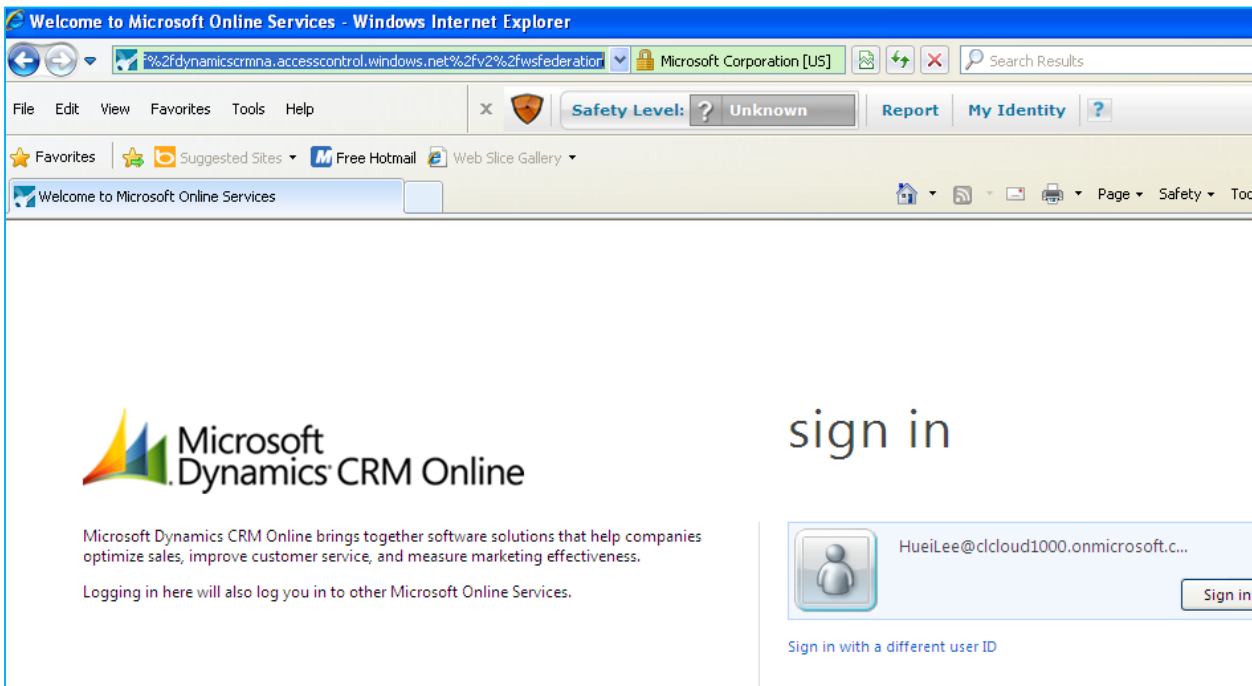 Welcome to Microsoft Online Services - Windows Internet Explorer
%2fdynamicscrmna.accesscontrol.windows.net%2fv2%2fwsfederation Microsoft Corporation [US] Search Results
File Edit View Favorites Tools Help x Safety Level: ? Unknown Report My Identity ?
Favorites Suggested Sites Free Hotmail Web Slice Gallery
Welcome to Microsoft Online Services Page Safety
Microsoft
Dynamics CRM Online
sign in
Microsoft Dynamics CRM Online brings together software solutions that help companies
optimize sales, improve customer service, and measure marketing effectiveness.
Logging in here will also log you in to other Microsoft Online Services.
HueiLee@clcloud1000.onmicrosoft.c...
Sign in
Sign in with a different user ID